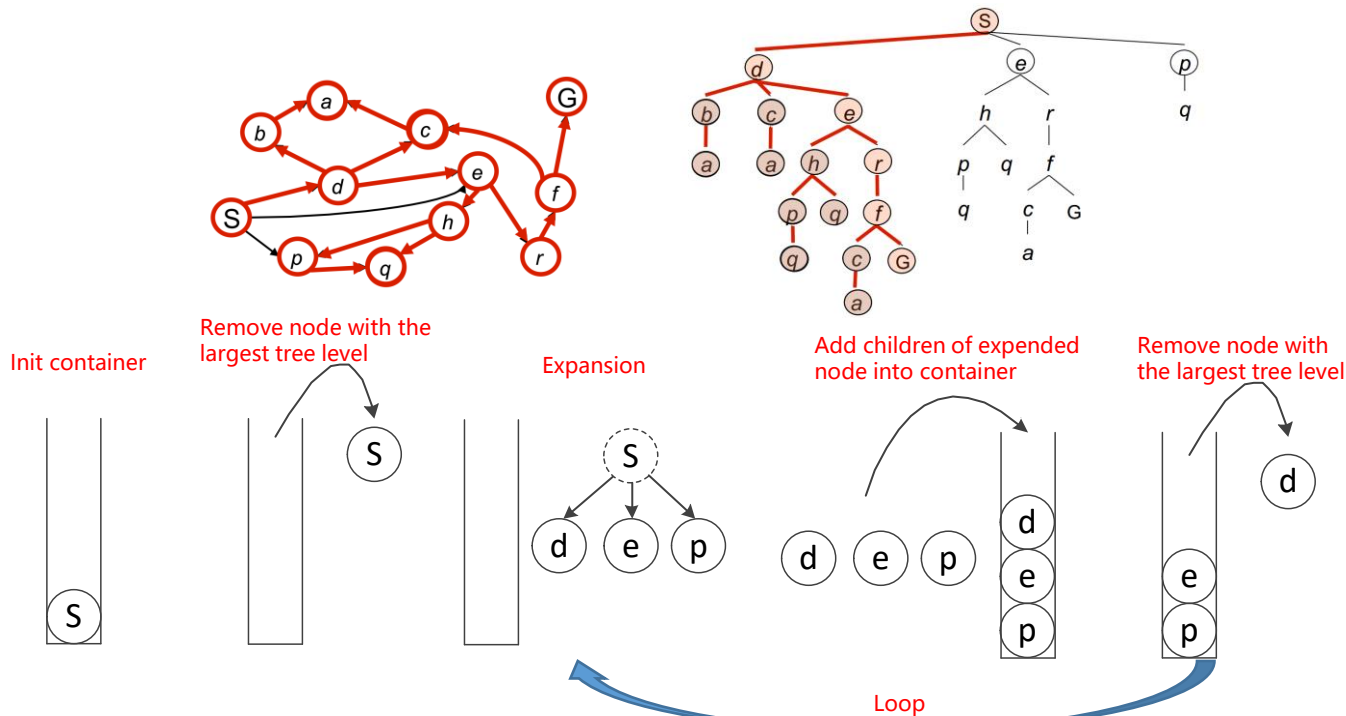 S
d e p
b c e h r q
a a h r p q f
p q f q c G
q c G a
a
a G
b c
d e f
S h
p q r
Remove node with the
largest tree level
Init container
Expansion
Add children of expended
node into container
Remove node with
the largest tree level
S
S
S
d e p
d e p
d
e
p
d
e
p
Loop